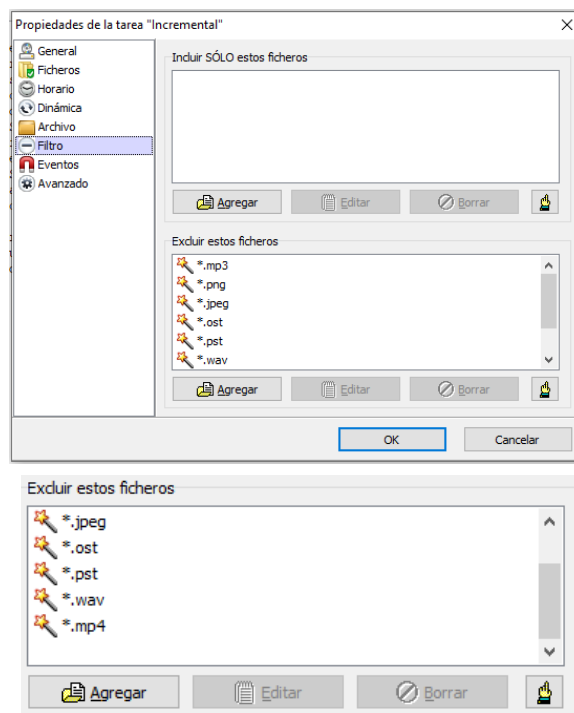 Propiedades de la tarea "Incremental"
General
Ficheros
Horario
Dinámica
Archivo
Filtro
Eventos
Avanzado
Incluir SÓLO estos ficheros
Agregar Editar Borrar
Excluir estos ficheros
*.mp3
*.png
*.jpeg
*.ost
*.pst
*.wav
Agregar Editar Borrar
OK Cancelar
Excluir estos ficheros
*.jpeg
*.ost
*.pst
*.wav
*.mp4
Agregar Editar Borrar